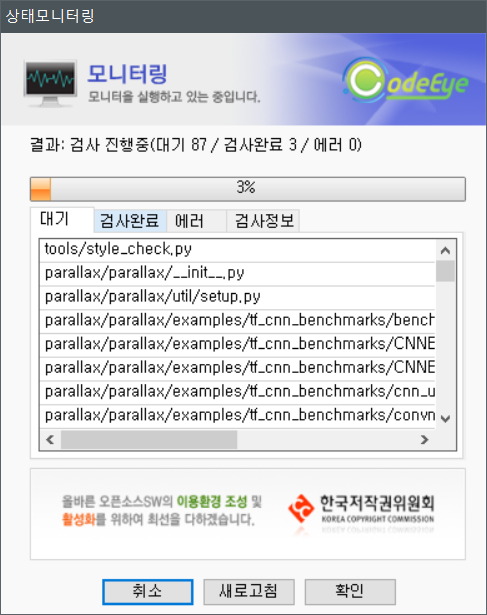 상태모니터링
모니터링
모니터을 실행하고 있는 중입니다.
CodeEye
결과: 검사 진행중(대기 87 / 검사완료 3 / 에러 0)
3%
대기 검사완료 에러 검사정보
tools/style_check.py
parallax/parallax/__init__.py
parallax/parallax/util/setup.py
parallax/parallax/examples/tf_cnn_benchmarks/bench
parallax/parallax/examples/tf_cnn_benchmarks/CNNE
parallax/parallax/examples/tf_cnn_benchmarks/CNNE
parallax/parallax/examples/tf_cnn_benchmarks/cnn_u
parallax/parallax/examples/tf_cnn_benchmarks/convn
올바른 오픈소스SW의 이용환경 조성 및
활성화를 위하여 최선을 다하겠습니다.
한국저작권위원회
KOREA COPYRIGHT COMMISSION
취소 새로고침 확인